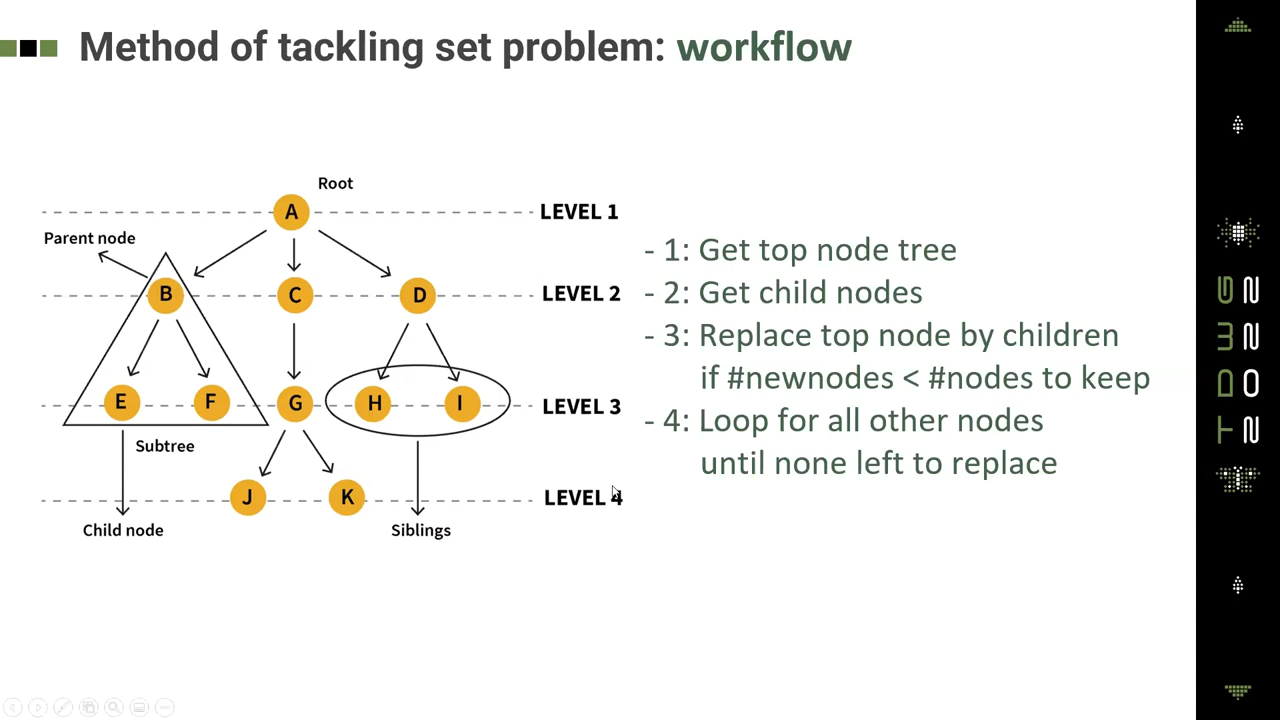 Method of tackling set problem: workflow
Root
A
LEVEL 1
Parent node
B
C
D
LEVEL 2
E
F
G
H
I
LEVEL 3
Subtree
J
K
LEVEL 4
Child node
Siblings
- 1: Get top node tree
- 2: Get child nodes
- 3: Replace top node by children
if #newnodes < #nodes to keep
- 4: Loop for all other nodes
until none left to replace